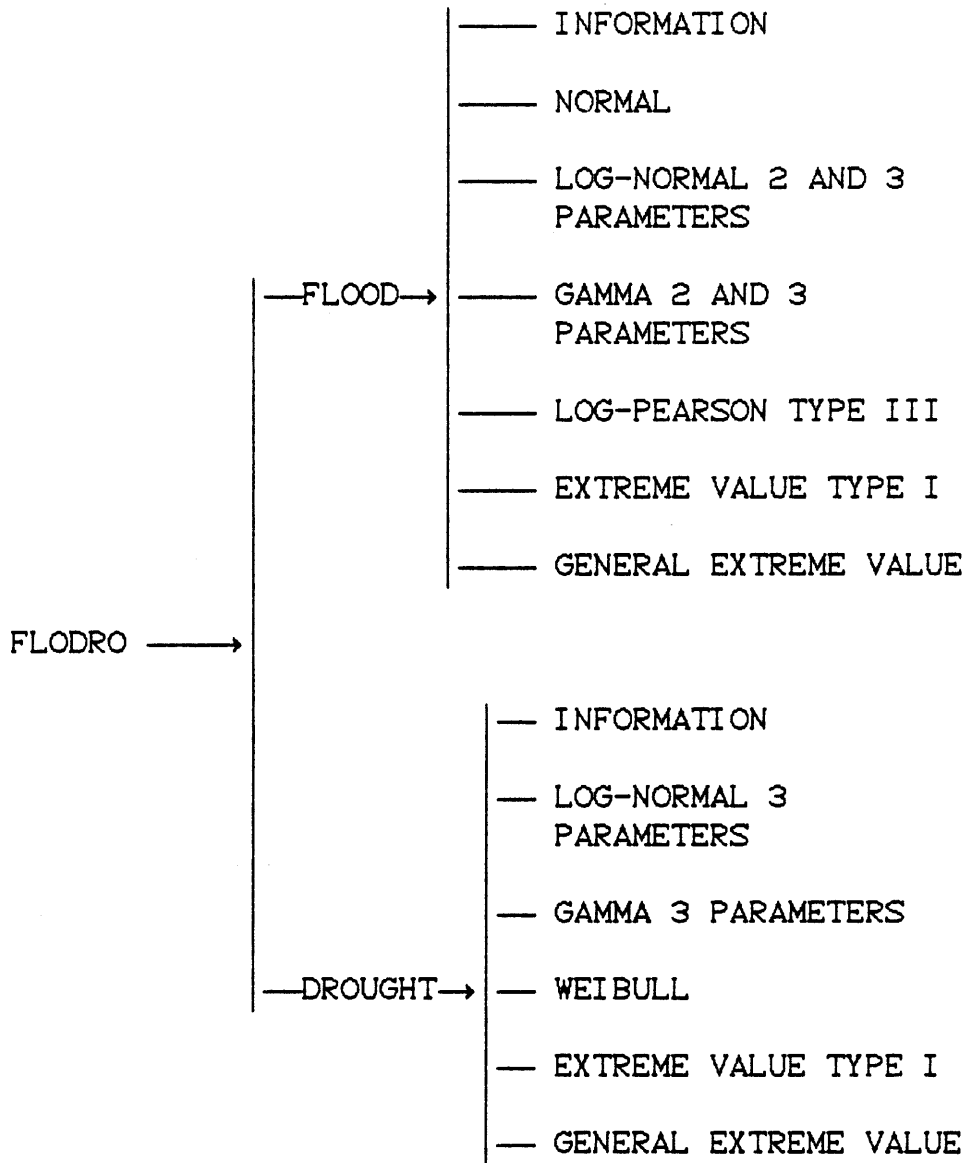 INFORMATION
NORMAL
LOG-NORMAL 2 AND 3
PARAMETERS
FLOOD
GAMMA 2 AND 3
PARAMETERS
LOG-PEARSON TYPE III
EXTREME VALUE TYPE I
GENERAL EXTREME VALUE
FLODRO
INFORMATION
LOG-NORMAL 3
PARAMETERS
GAMMA 3 PARAMETERS
DROUGHT
WEIBULL
EXTREME VALUE TYPE I
GENERAL EXTREME VALUE